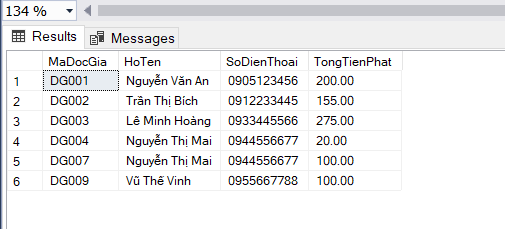 134 %
Results Messages
MaDocGia HoTen SoDienThoai TongTienPhat
1 DG001 Nguyễn Văn An 0905123456 200.00
2 DG002 Trần Thị Bích 0912233445 155.00
3 DG003 Lê Minh Hoàng 0933445566 275.00
4 DG004 Nguyễn Thị Mai 0944556677 20.00
5 DG007 Nguyễn Thị Mai 0944556677 100.00
6 DG009 Vũ Thế Vinh 0955667788 100.00